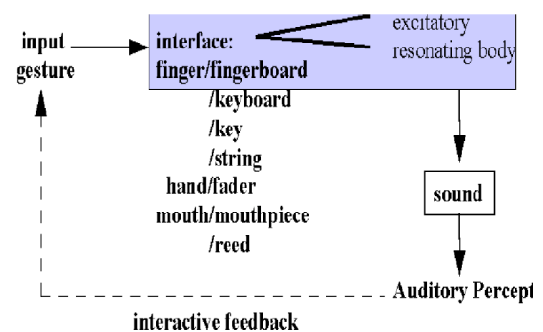 input
gesture
interface:
excitatory
resonating body
finger/fingerboard
/keyboard
/key
/string
hand/fader
mouth/mouthpiece
/reed
sound
Auditory Percept
interactive feedback